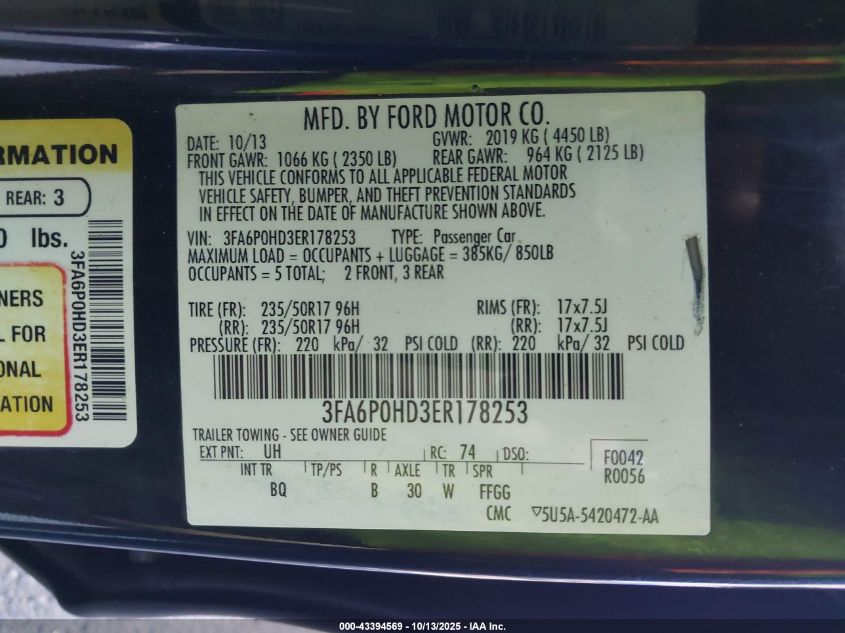 MFD. BY FORD MOTOR CO.
DATE: 10/13 GVWR: 2019 KG ( 4450 LB)
FRONT GAWR: 1066 KG ( 2350 LB) REAR GAWR: 964 KG ( 2125 LB)
THIS VEHICLE CONFORMS TO ALL APPLICABLE FEDERAL MOTOR
VEHICLE SAFETY, BUMPER, AND THEFT PREVENTION STANDARDS
IN EFFECT ON THE DATE OF MANUFACTURE SHOWN ABOVE.
VIN: 3FA6P0HD3ER178253 TYPE: Passenger Car
MAXIMUM LOAD = OCCUPANTS + LUGGAGE = 385KG/ 850LB
OCCUPANTS = 5 TOTAL; 2 FRONT, 3 REAR
TIRE (FR): 235/50R17 96H RIMS (FR): 17x7.5J
(RR): 235/50R17 96H (RR): 17x7.5J
PRESSURE (FR): 220 kPa/ 32 PSI COLD (RR): 220 kPa/ 32 PSI COLD
3FA6P0HD3ER178253
TRAILER TOWING - SEE OWNER GUIDE
EXT PNT: UH RC: 74 DSO: F0042
INT TR TP/PS R AXLE TR SPR R0056
BQ B 30 W FFGG
CMC ▽5U5A-5420472-AA
RMATION
REAR: 3
0 lbs.
NERS
L FOR
ONAL
ATION
3FA6P0HD3ER178253
000-43394569 - 10/13/2025 - IAA Inc.